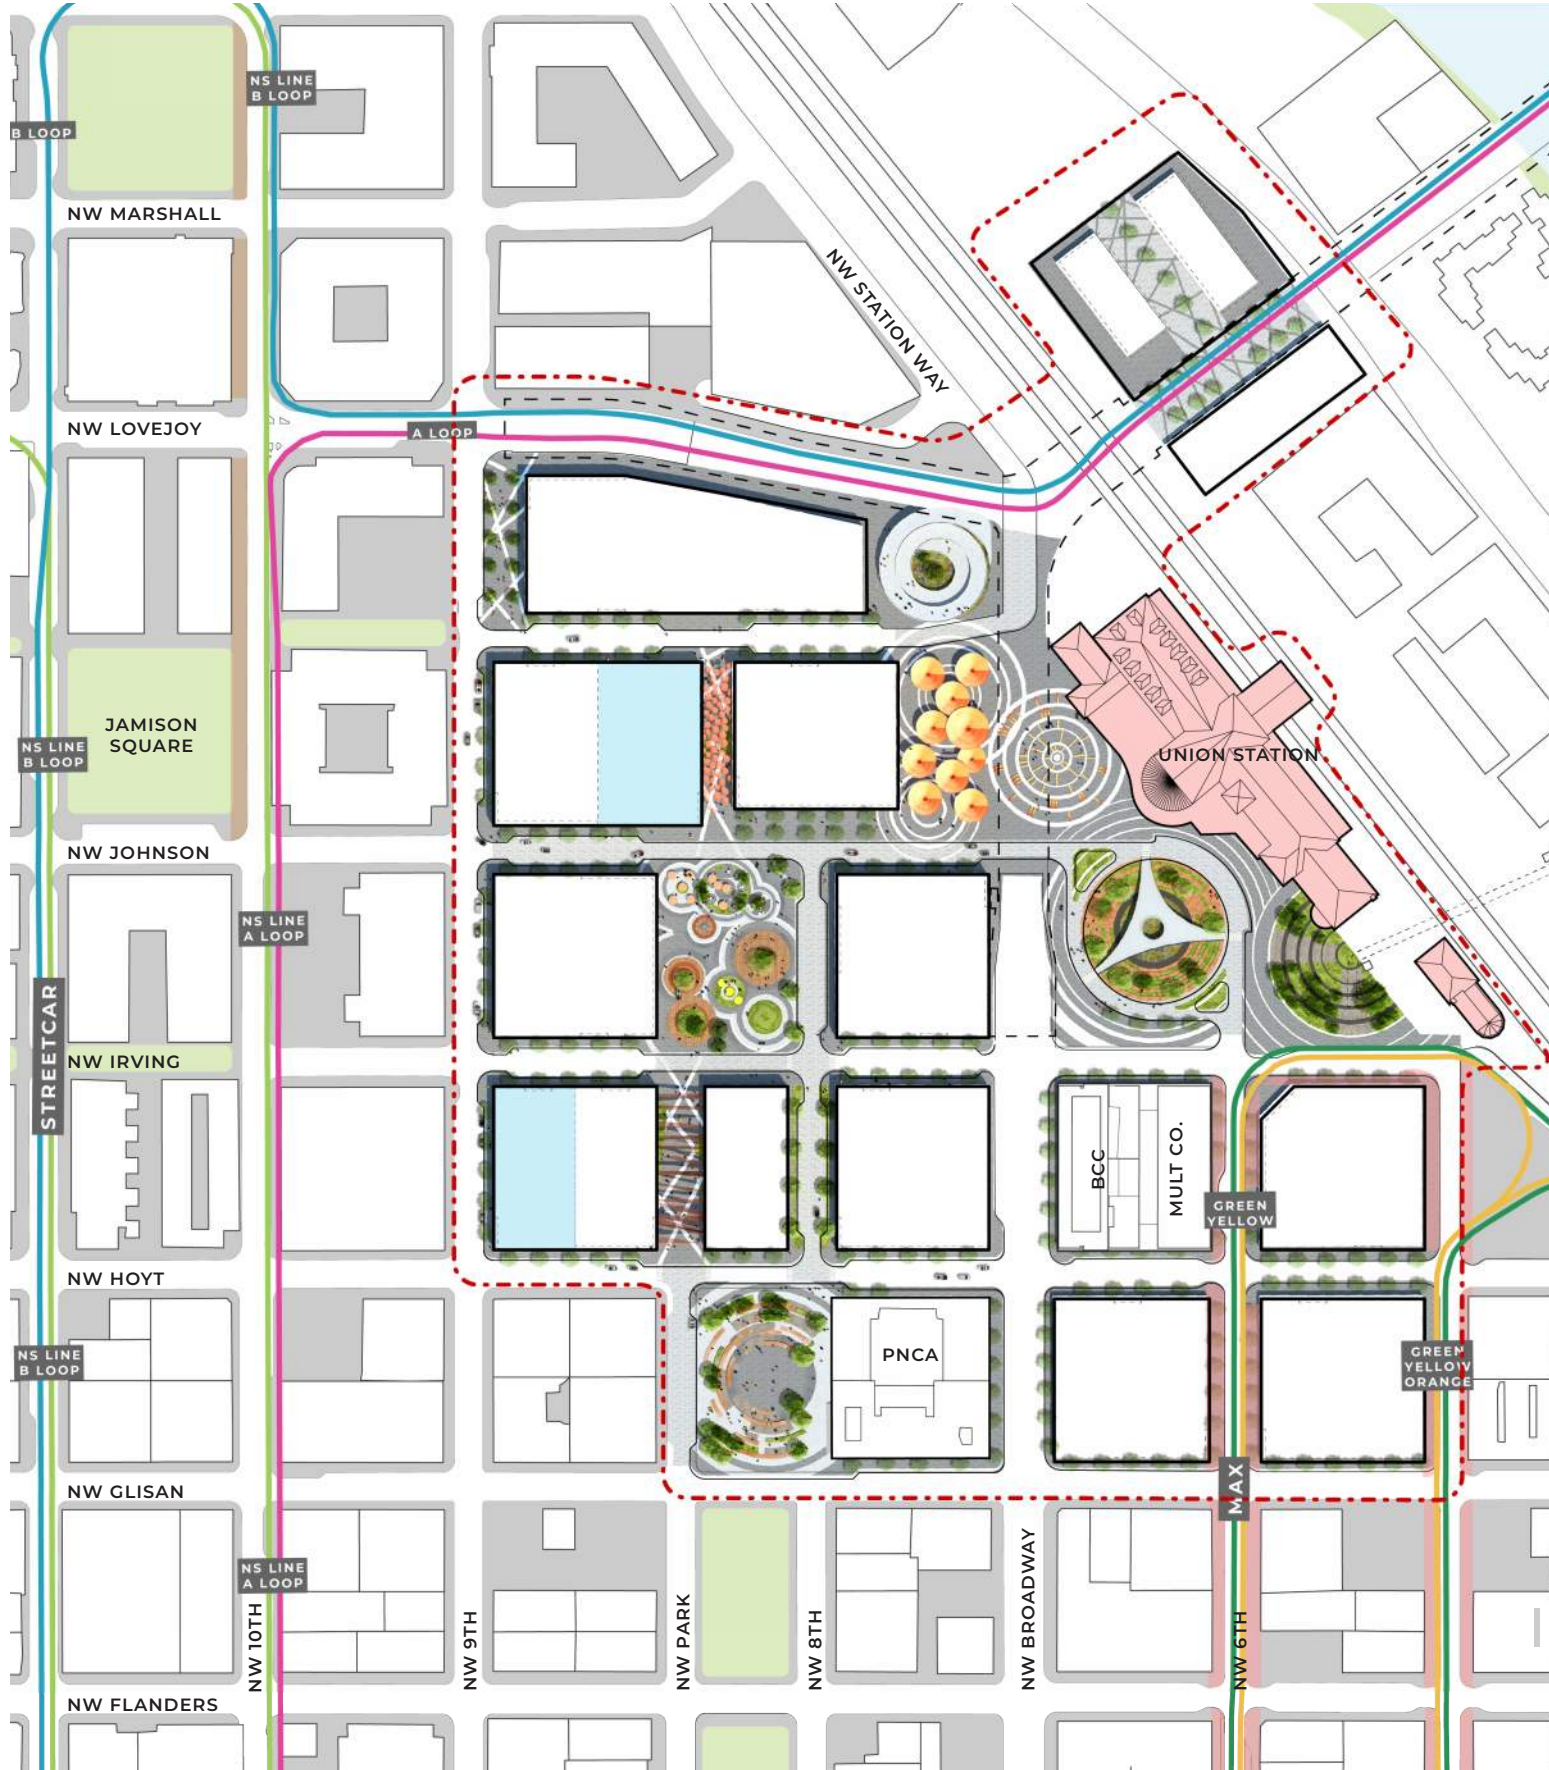 NS LINE
B LOOP
B LOOP
NW MARSHALL
NW STATION WAY
NW LOVEJOY
A LOOP
JAMISON
SQUARE
NS LINE
B LOOP
UNION STATION
NW JOHNSON
NS LINE
A LOOP
STREETCAR
NW IRVING
BCC
MULT CO.
GREEN
YELLOW
NW HOYT
NS LINE
B LOOP
PNCA
GREEN
YELLOW
ORANGE
NW GLISAN
MAX
NS LINE
A LOOP
NW 10TH
NW 9TH
NW PARK
NW 8TH
NW BROADWAY
NW 6TH
NW FLANDERS